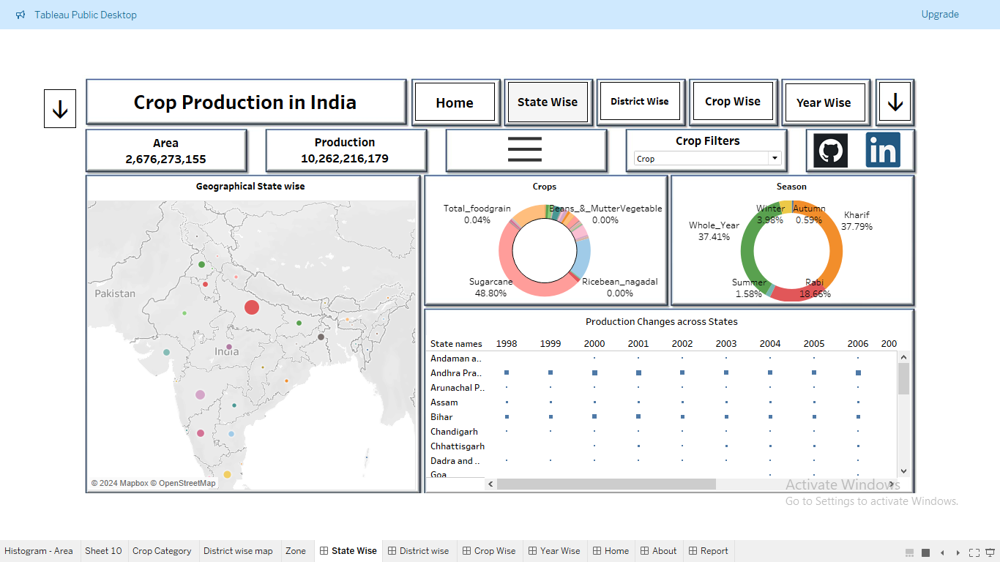 Tableau Public Desktop
Upgrade
Crop Production in India
Home
State Wise
District Wise
Crop Wise
Year Wise
Area
2,676,273,155
Production
10,262,216,179
Crop Filters
Crop
in
Geographical State wise
Pakistan
India
© 2024 Mapbox © OpenStreetMap
Crops
Total_foodgrain
0.04%
Beans_&_MutterVegetable
0.00%
Sugarcane
48.80%
Ricebean_nagadal
0.00%
Season
Winter
3.98%
Autumn
0.59%
Kharif
37.79%
Whole_Year
37.41%
Summer
1.58%
Rabi
18.66%
Production Changes across States
State names 1998 1999 2000 2001 2002 2003 2004 2005 2006 200
Andaman a..
Andhra Pra..
Arunachal P..
Assam
Bihar
Chandigarh
Chhattisgarh
Dadra and ..
Goa
Activate Windows
Go to Settings to activate Windows.
Histogram - Area Sheet 10 Crop Category District wise map Zone State Wise District wise Crop Wise Year Wise Home About Report